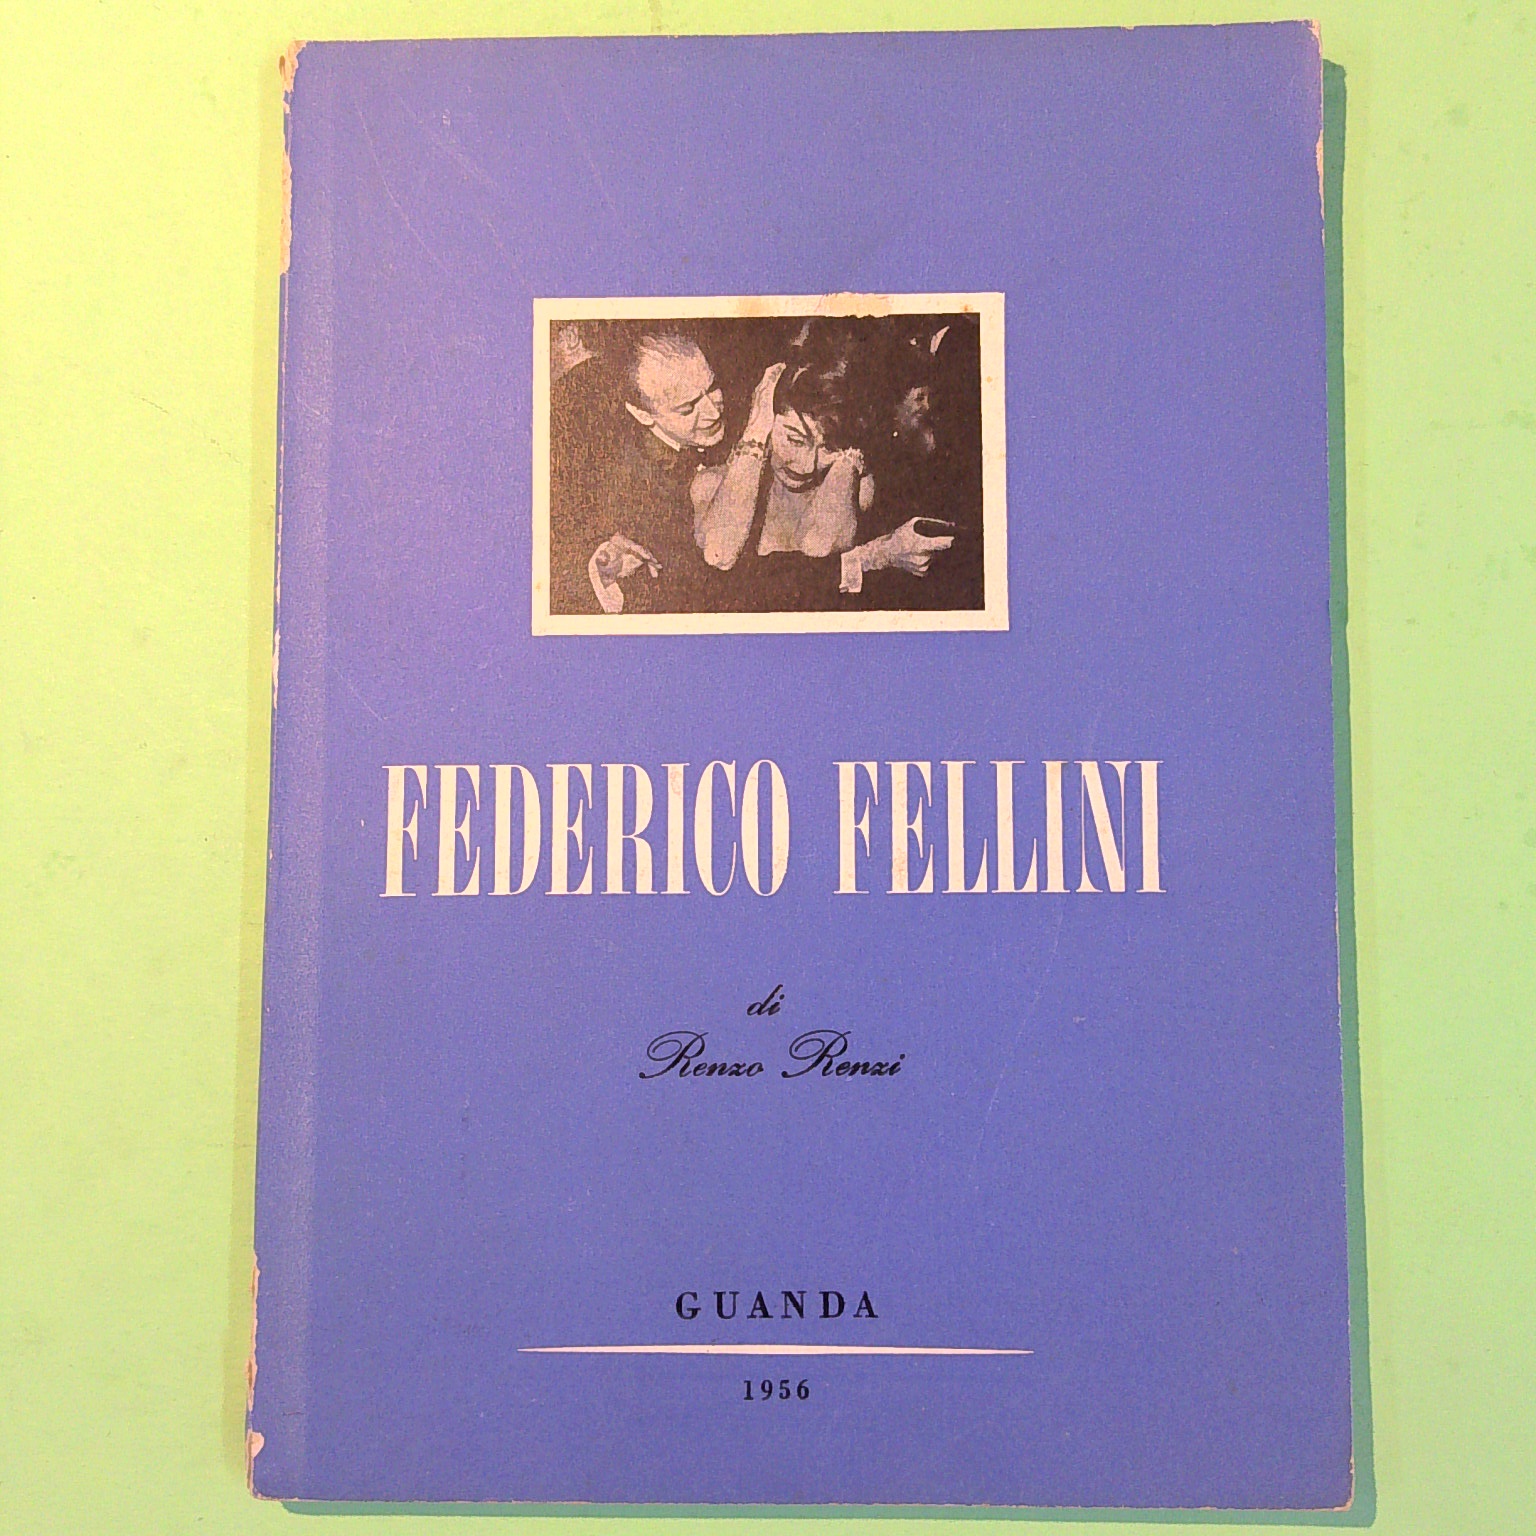 FEDERICO FELLINI
di
Renzo Renzi
GUANDA
1956